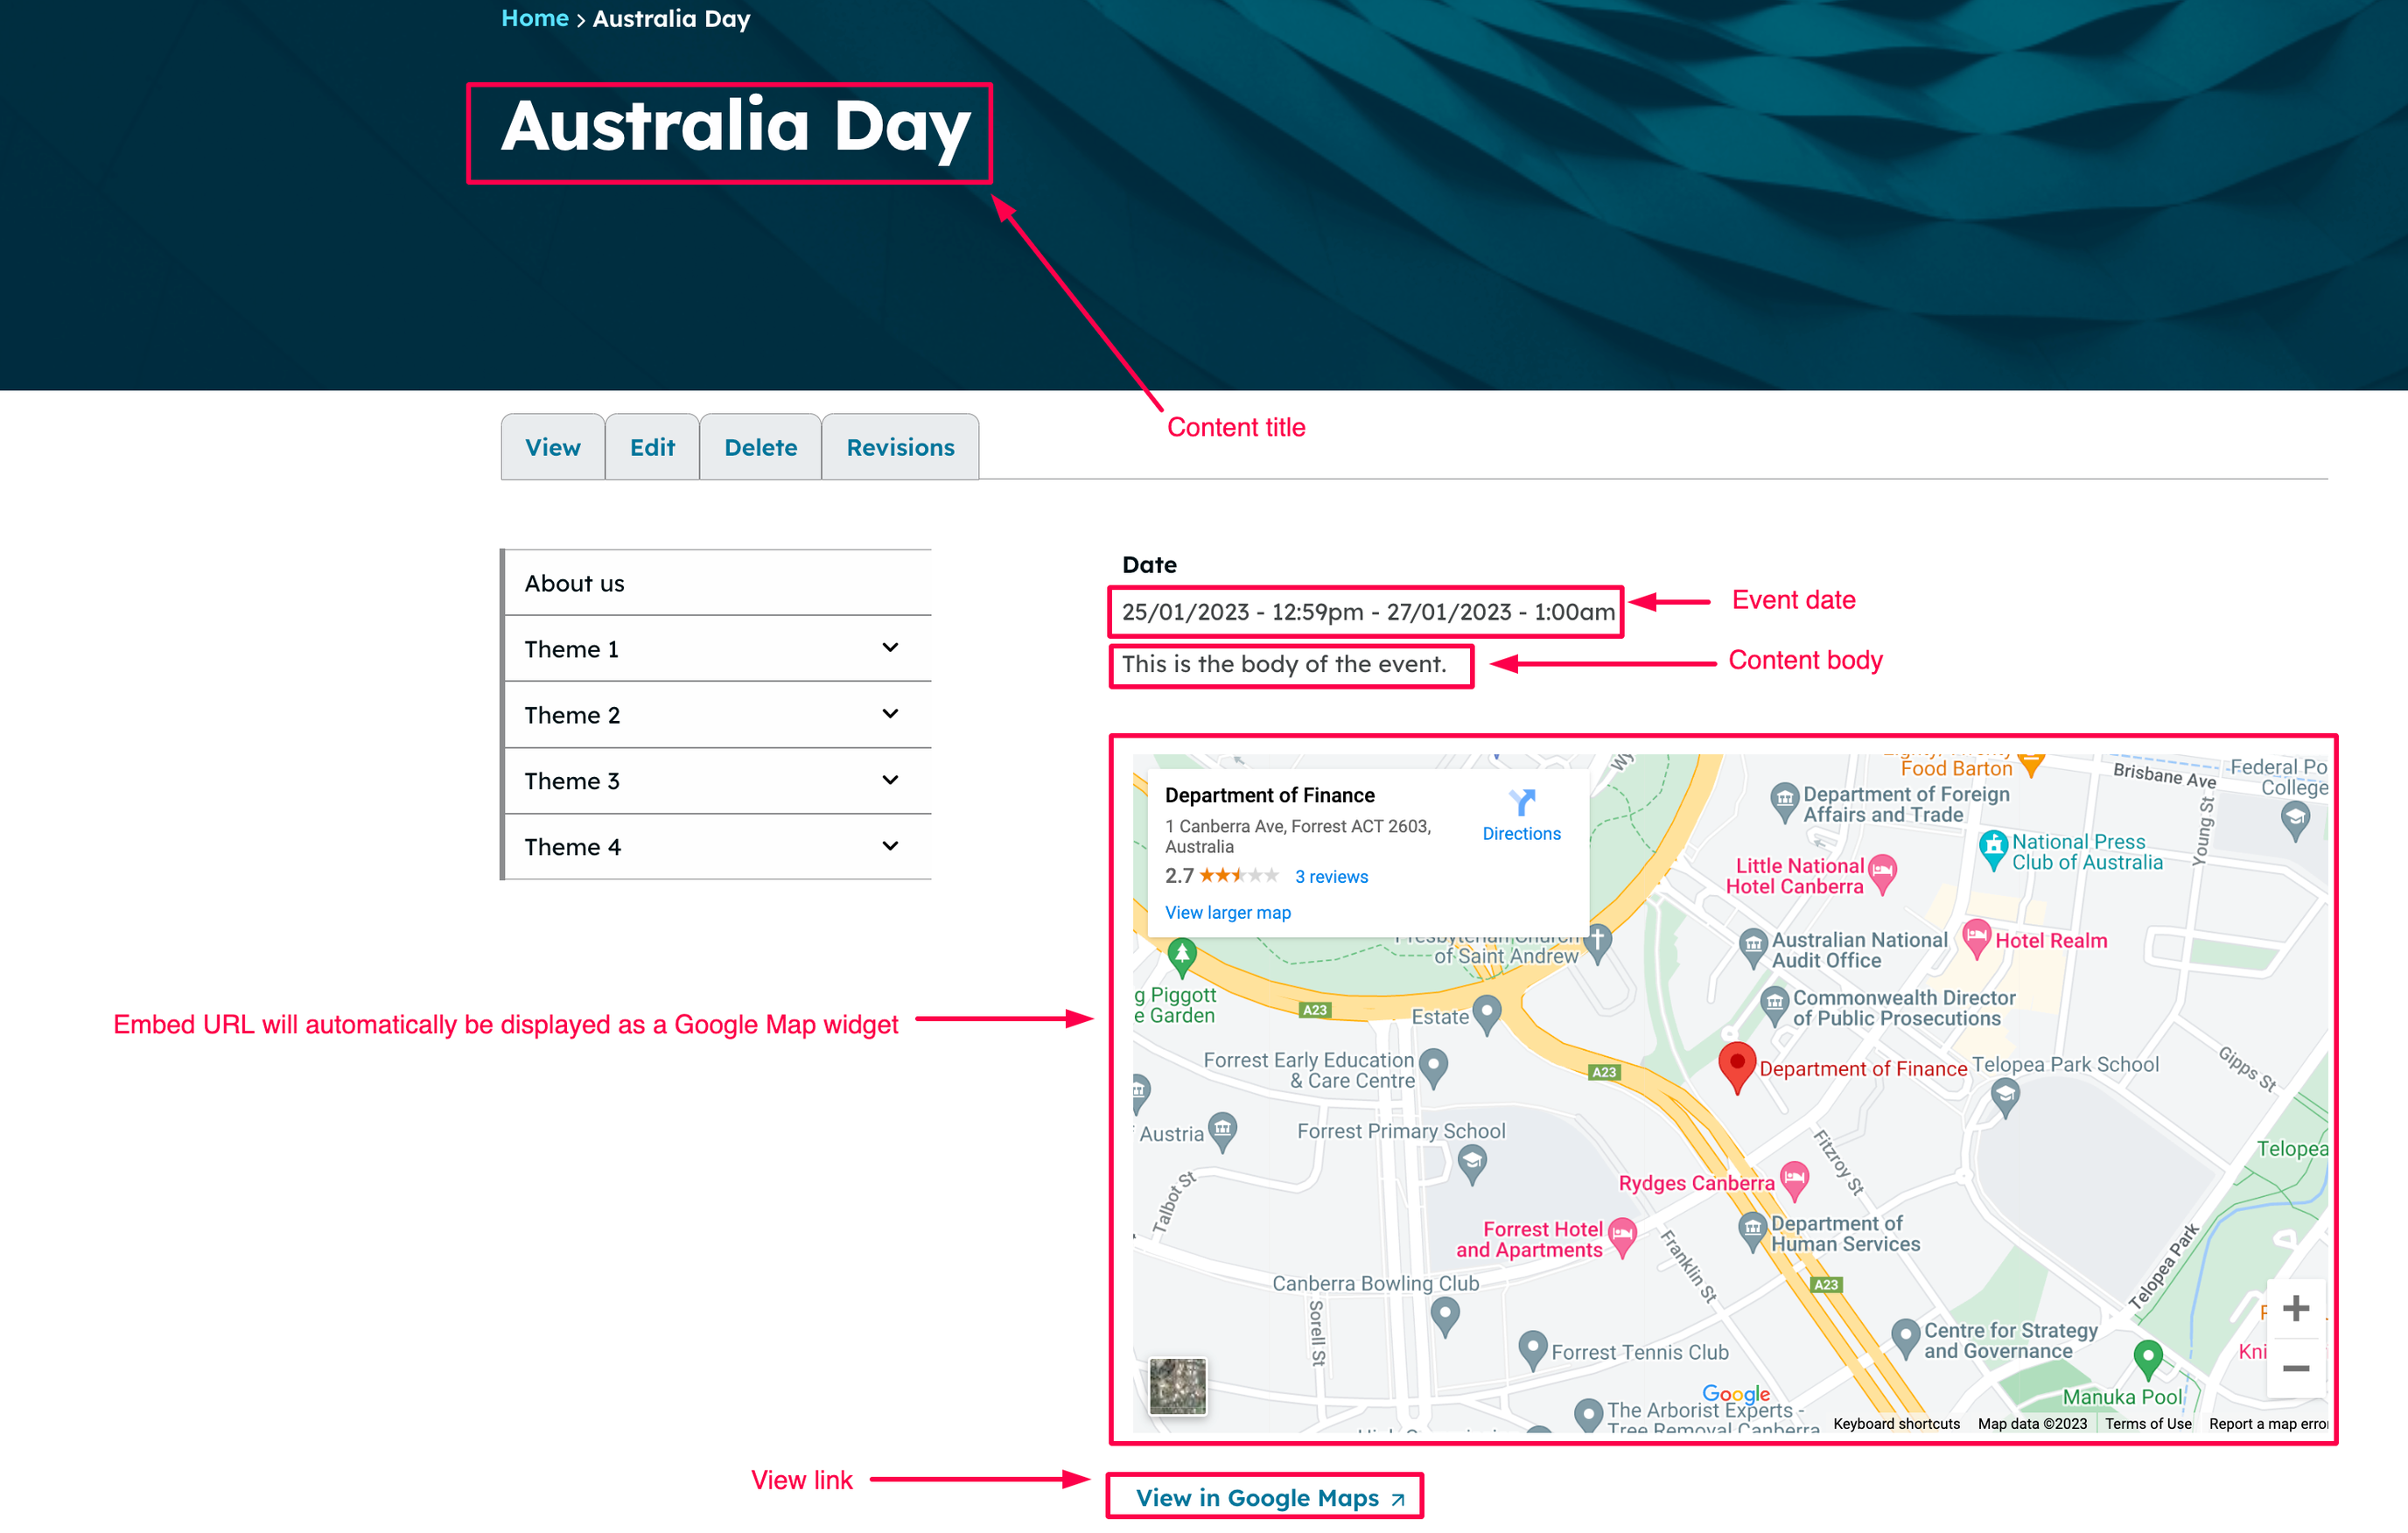 Home > Australia Day
Australia Day
Content title
View
Edit
Delete
Revisions
About us
Theme 1
Theme 2
Theme 3
Theme 4
Date
25/01/2023 - 12:59pm - 27/01/2023 - 1:00am
Event date
This is the body of the event.
Content body
Embed URL will automatically be displayed as a Google Map widget
Department of Finance
1 Canberra Ave, Forrest ACT 2603,
Australia
2.7
3 reviews
View larger map
Directions
Food Barton
Brisbane Ave
Federal Po
College
Department of Foreign
Affairs and Trade
Young St
National Press
Club of Australia
Little National
Hotel Canberra
Presbyterian Church
of Saint Andrew
Australian National
Audit Office
Hotel Realm
g Piggott
e Garden
A23
Estate
Commonwealth Director
of Public Prosecutions
Forrest Early Education
& Care Centre
A23
Department of Finance
Telopea Park School
Gipps St
Austria
Forrest Primary School
Fitzroy St
Telopea
Talbot St
Rydges Canberra
Forrest Hotel
and Apartments
Department of
Human Services
Franklin St
Telopea Park
Canberra Bowling Club
A23
Sorell St
Centre for Strategy
and Governance
Kni
Forrest Tennis Club
Manuka Pool
Google
The Arborist Experts -
Tree Removal Canberra
Keyboard shortcuts
Map data ©2023
Terms of Use
Report a map error
View link
View in Google Maps